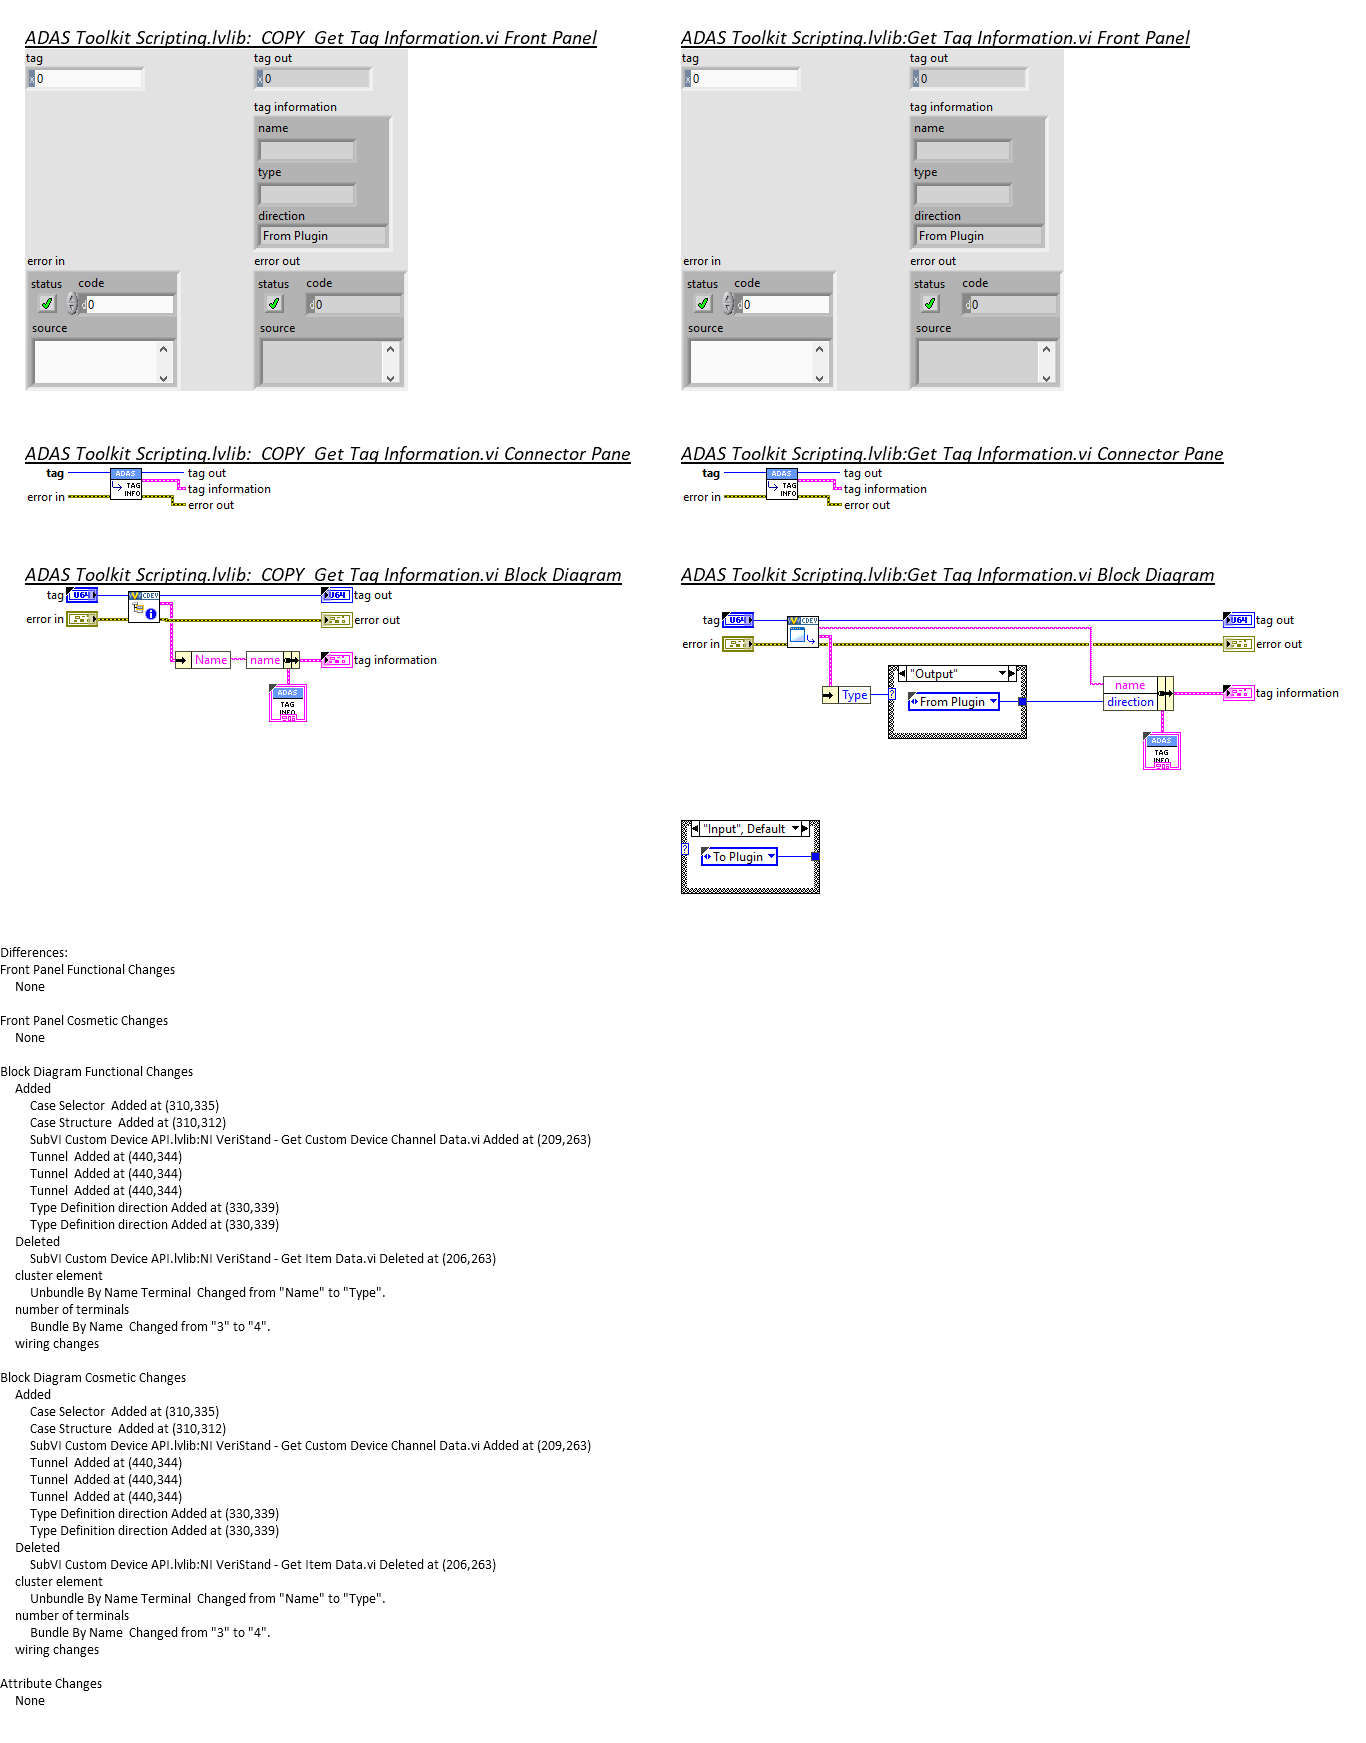 ADAS Toolkit Scripting.lvlib:  COPY  Get Tag Information.vi Front Panel
tag
x 0
tag out
x 0
tag information
name
type
direction
From Plugin
error in
status
code
d 0
source
error out
status
code
d 0
source
ADAS Toolkit Scripting.lvlib:Get Tag Information.vi Front Panel
tag
x 0
tag out
x 0
tag information
name
type
direction
From Plugin
error in
status
code
d 0
source
error out
status
code
d 0
source
ADAS Toolkit Scripting.lvlib:  COPY  Get Tag Information.vi Connector Pane
tag
error in
ADAS
TAG
INFO
tag out
tag information
error out
ADAS Toolkit Scripting.lvlib:Get Tag Information.vi Connector Pane
tag
error in
ADAS
TAG
INFO
tag out
tag information
error out
ADAS Toolkit Scripting.lvlib:  COPY  Get Tag Information.vi Block Diagram
tag
U64
CDEV
U64
tag out
error in
error out
Name
name
tag information
ADAS
TAG
INFO
ADAS Toolkit Scripting.lvlib:Get Tag Information.vi Block Diagram
tag
U64
CDEV
U64
tag out
error in
error out
"Output"
Type
?
From Plugin
name
direction
tag information
ADAS
TAG
INFO
"Input", Default
?
To Plugin
Differences:
Front Panel Functional Changes
None
Front Panel Cosmetic Changes
None
Block Diagram Functional Changes
Added
Case Selector  Added at (310,335)
Case Structure  Added at (310,312)
SubVI Custom Device API.lvlib:NI VeriStand - Get Custom Device Channel Data.vi Added at (209,263)
Tunnel  Added at (440,344)
Tunnel  Added at (440,344)
Tunnel  Added at (440,344)
Type Definition direction Added at (330,339)
Type Definition direction Added at (330,339)
Deleted
SubVI Custom Device API.lvlib:NI VeriStand - Get Item Data.vi Deleted at (206,263)
cluster element
Unbundle By Name Terminal  Changed from "Name" to "Type".
number of terminals
Bundle By Name  Changed from "3" to "4".
wiring changes
Block Diagram Cosmetic Changes
Added
Case Selector  Added at (310,335)
Case Structure  Added at (310,312)
SubVI Custom Device API.lvlib:NI VeriStand - Get Custom Device Channel Data.vi Added at (209,263)
Tunnel  Added at (440,344)
Tunnel  Added at (440,344)
Tunnel  Added at (440,344)
Type Definition direction Added at (330,339)
Type Definition direction Added at (330,339)
Deleted
SubVI Custom Device API.lvlib:NI VeriStand - Get Item Data.vi Deleted at (206,263)
cluster element
Unbundle By Name Terminal  Changed from "Name" to "Type".
number of terminals
Bundle By Name  Changed from "3" to "4".
wiring changes
Attribute Changes
None